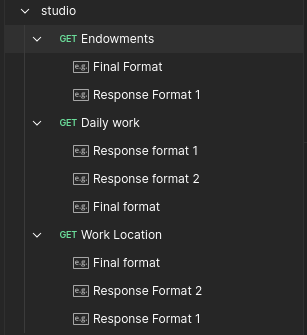 studio
GET Endowments
e.g. Final Format
e.g. Response Format 1
GET Daily work
e.g. Response format 1
e.g. Response format 2
e.g. Final format
GET Work Location
e.g. Final format
e.g. Response Format 2
e.g. Response Format 1